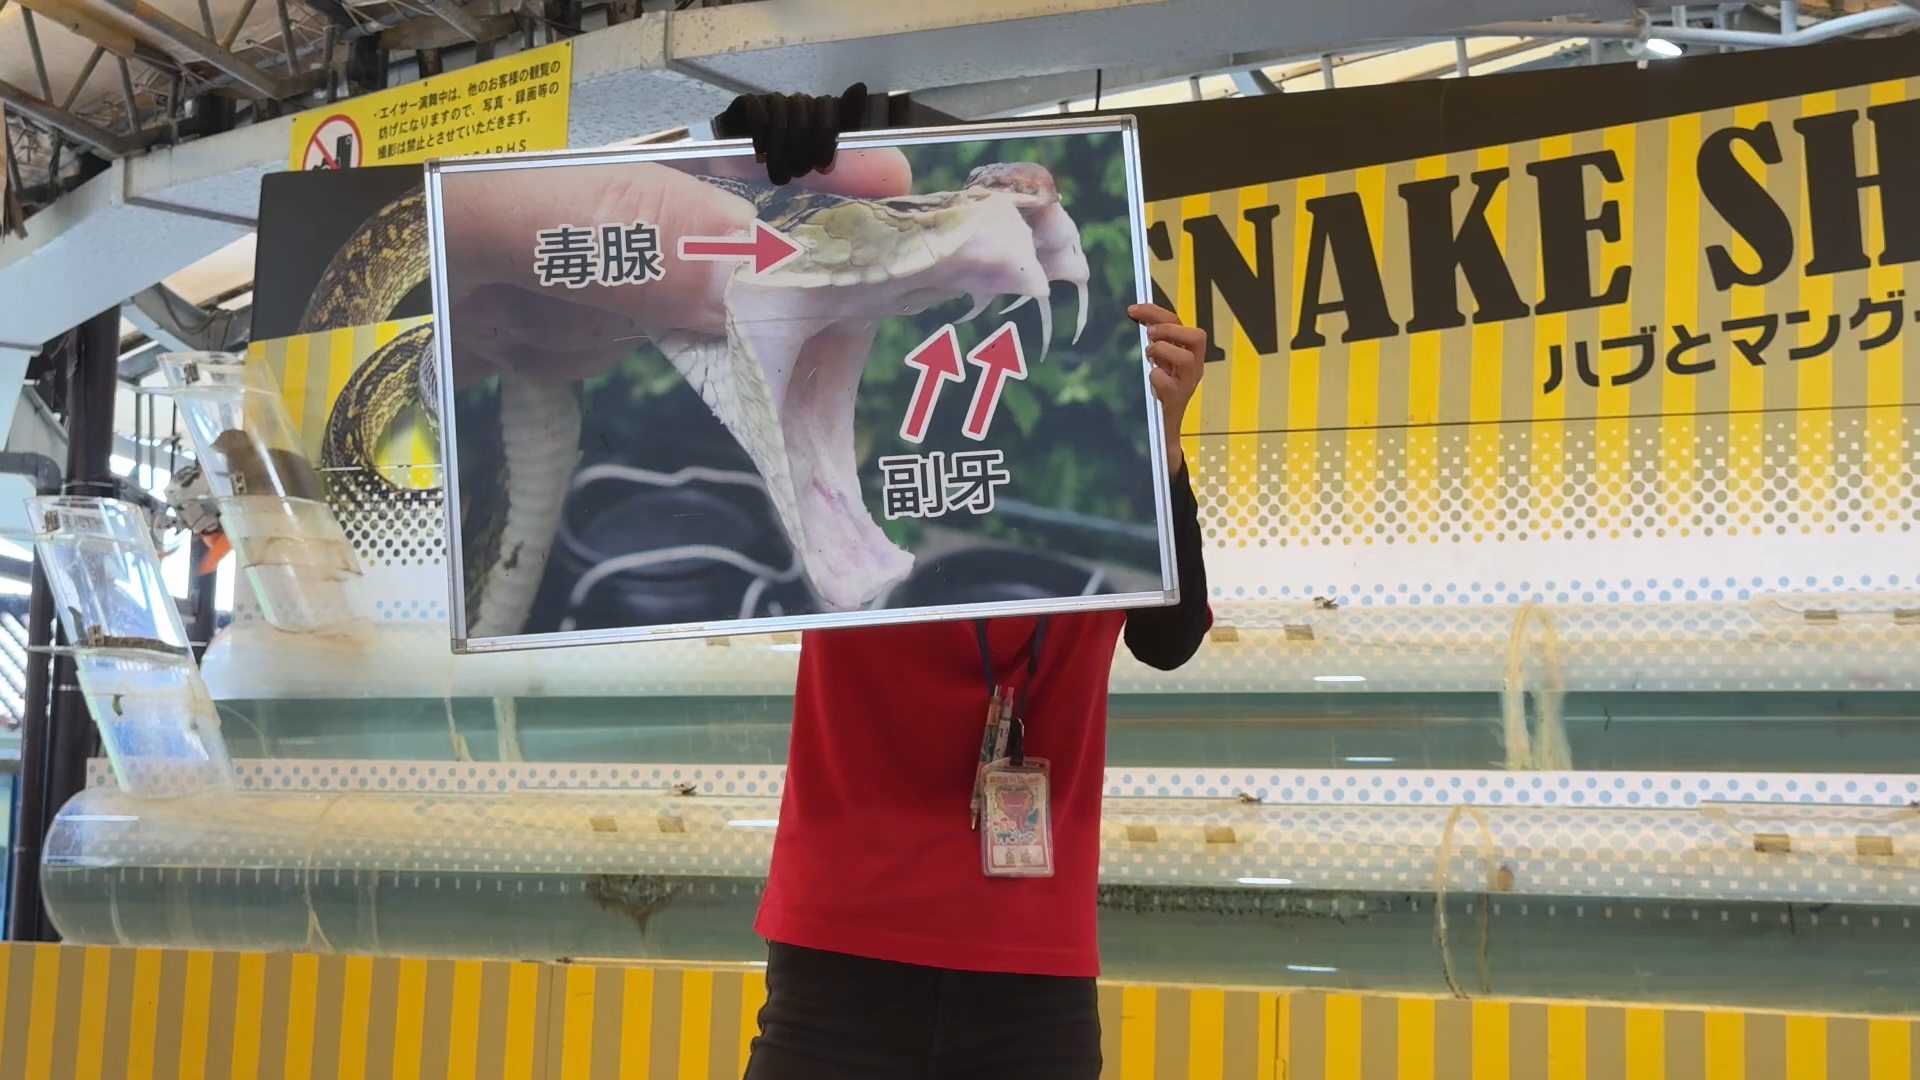 ・エイサー演舞中は、他のお客様の観覧の
妨げになりますので、写真・録画等の
撮影は禁止とさせていただきます。
毒腺
副牙
SNAKE SH
ハブとマング